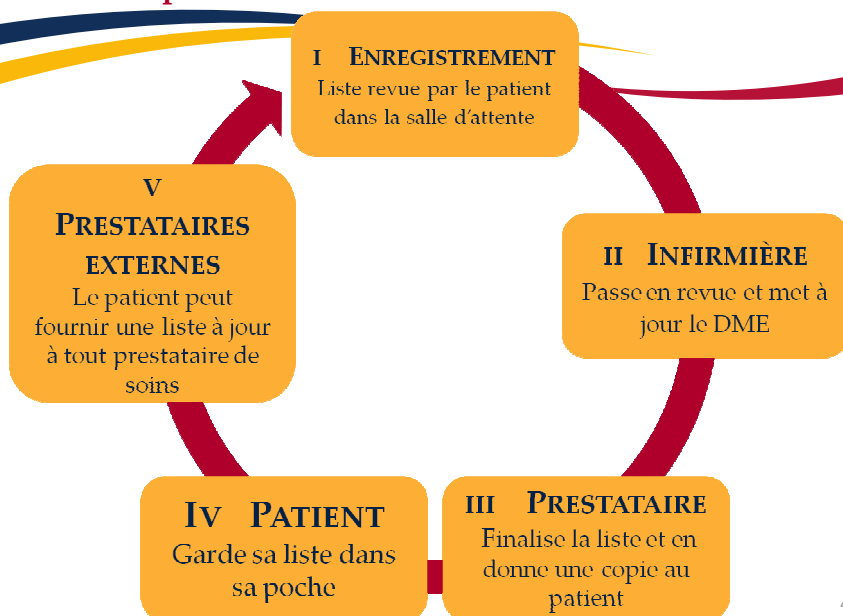 I ENREGISTREMENT
Liste revue par le patient
dans la salle d'attente
II INFIRMIÈRE
Passe en revue et met à
jour le DME
III PRESTATAIRE
Finalise la liste et en
donne une copie au
patient
IV PATIENT
Garde sa liste dans
sa poche
V
PRESTATAIRES
EXTERNES
Le patient peut
fournir une liste à jour
à tout prestataire de
soins